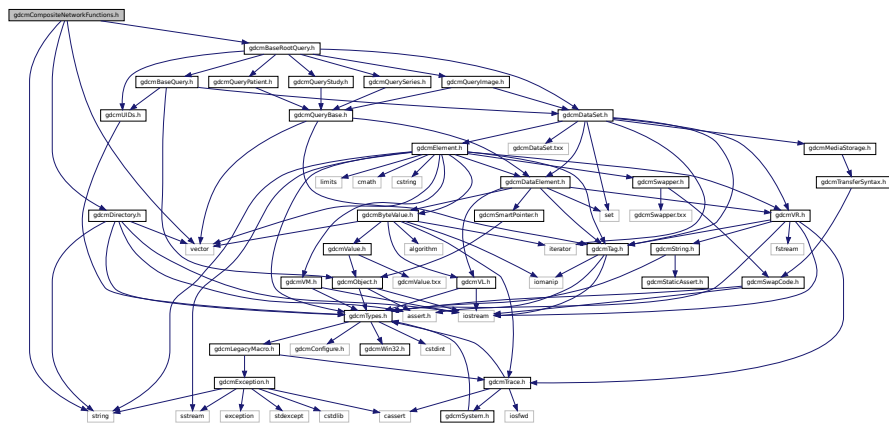 gdcmCompositeNetworkFunctions.h
gdcmBaseRootQuery.h
gdcmBaseQuery.h
gdcmQueryPatient.h
gdcmQueryStudy.h
gdcmQuerySeries.h
gdcmQueryImage.h
gdcmUIDs.h
gdcmQueryBase.h
gdcmDataSet.h
gdcmElement.h
gdcmDataSet.txx
gdcmMediaStorage.h
limits
cmath
cstring
gdcmDataElement.h
gdcmSwapper.h
gdcmTransferSyntax.h
gdcmDirectory.h
gdcmByteValue.h
gdcmSmartPointer.h
set
gdcmSwapper.txx
gdcmVR.h
vector
gdcmValue.h
algorithm
iterator
gdcmTag.h
gdcmString.h
fstream
gdcmVM.h
gdcmObject.h
gdcmValue.txx
gdcmVL.h
iomanip
gdcmStaticAssert.h
gdcmSwapCode.h
gdcmTypes.h
assert.h
iostream
gdcmLegacyMacro.h
gdcmConfigure.h
gdcmWin32.h
cstdint
gdcmException.h
gdcmTrace.h
string
sstream
exception
stdexcept
cstdlib
cassert
gdcmSystem.h
iosfwd